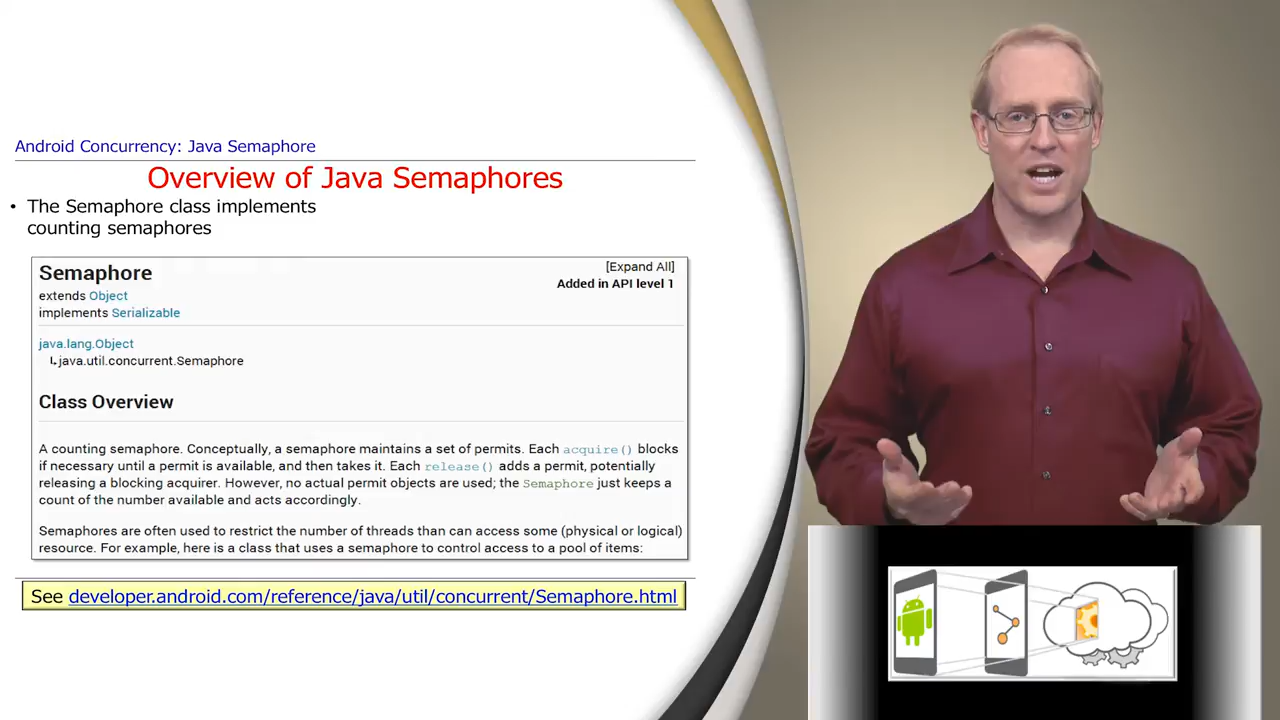 Android Concurrency: Java Semaphore
Overview of Java Semaphores
• The Semaphore class implements
counting semaphores
Semaphore
[Expand All]
Added in API level 1
extends Object
implements Serializable
java.lang.Object
↳java.util.concurrent.Semaphore
Class Overview
A counting semaphore. Conceptually, a semaphore maintains a set of permits. Each acquire() blocks
if necessary until a permit is available, and then takes it. Each release() adds a permit, potentially
releasing a blocking acquirer. However, no actual permit objects are used; the Semaphore just keeps a
count of the number available and acts accordingly.
Semaphores are often used to restrict the number of threads than can access some (physical or logical)
resource. For example, here is a class that uses a semaphore to control access to a pool of items:
See developer.android.com/reference/java/util/concurrent/Semaphore.html